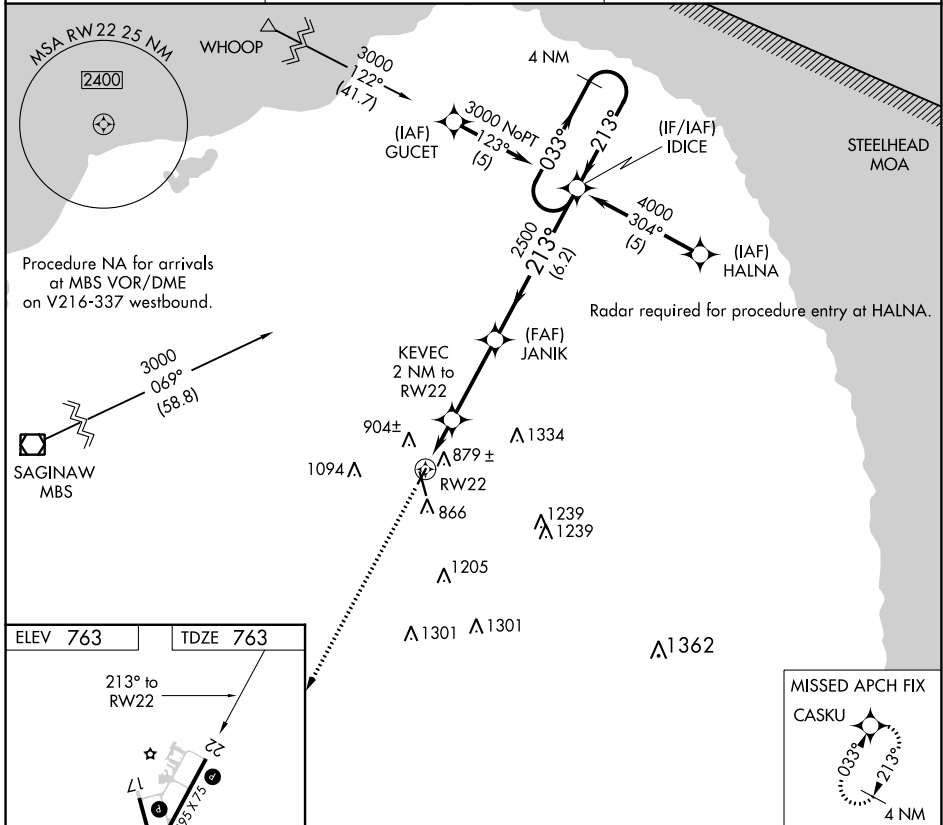 MSA RW22 25 NM
2400
WHOOP
3000
122°
(41.7)
4 NM
(IAF)
GUCET
3000 NoPT
123°
(5)
033°
213°
(IF/IAF)
IDICE
STEELHEAD
MOA
4000
304°
(5)
(IAF)
HALNA
2500
213°
(6.2)
Procedure NA for arrivals
at MBS VOR/DME
on V216-337 westbound.
Radar required for procedure entry at HALNA.
3000
069°
(58.8)
SAGINAW
MBS
(FAF)
JANIK
KEVEC
2 NM to
RW22
904±
1334
1094
879 ±
RW22
866
1239
1239
1205
1301
1301
1362
ELEV 763
TDZE 763
213° to
RW22
22
17
P
P
95 X 75
MISSED APCH FIX
CASKU
033°
213°
4 NM